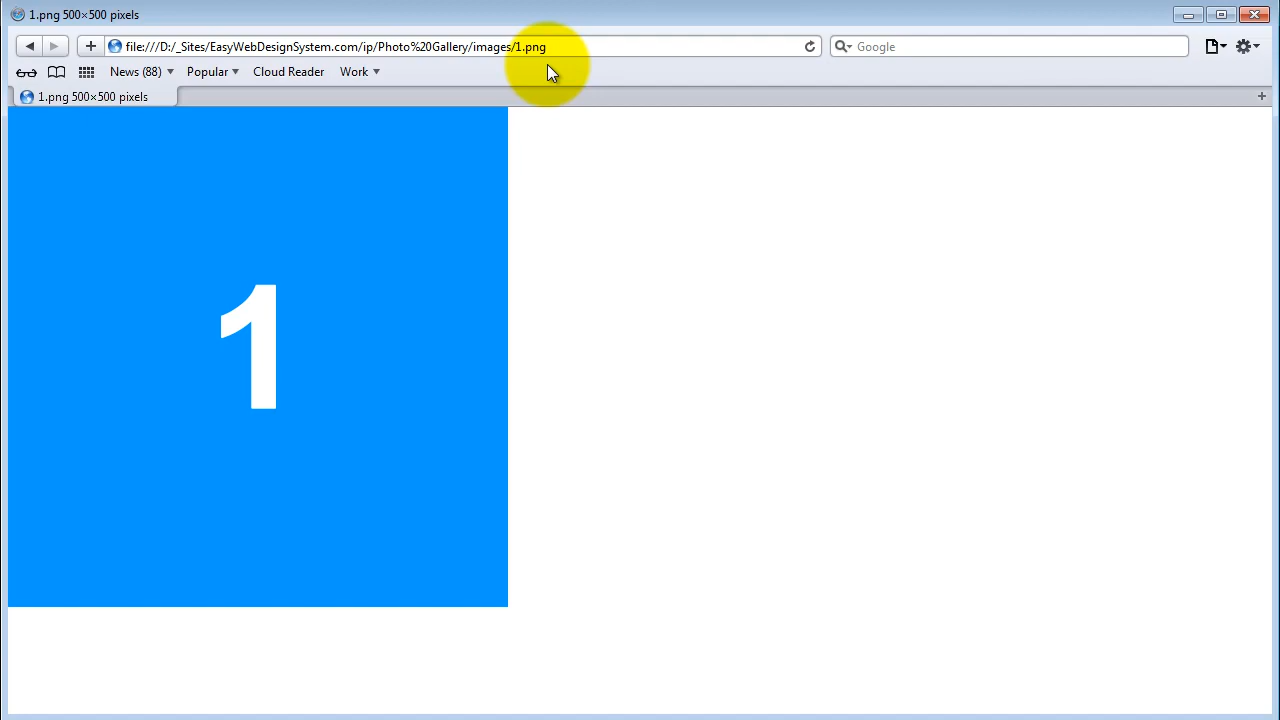 1.png 500×500 pixels
file:///D:/_Sites/EasyWebDesignSystem.com/ip/Photo%20Gallery/images/1.png
Google
News (88)
Popular
Cloud Reader
Work
1.png 500×500 pixels
1